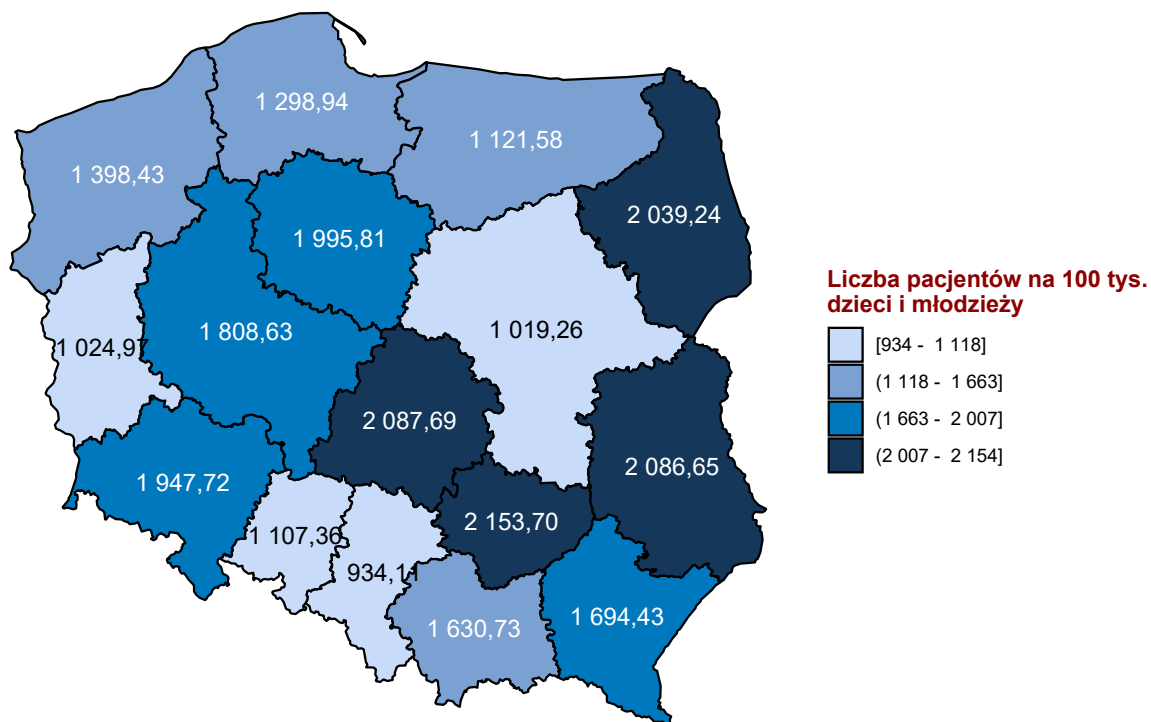 1 298,94
1 121,58
1 398,43
2 039,24
1 995,81
1 019,26
1 808,63
1 024,97
2 087,69
2 086,65
1 947,72
2 153,70
1 107,36
934,11
1 694,43
1 630,73
Liczba pacjentów na 100 tys.
dzieci i młodzieży
[934 - 1 118]
(1 118 - 1 663]
(1 663 - 2 007]
(2 007 - 2 154]